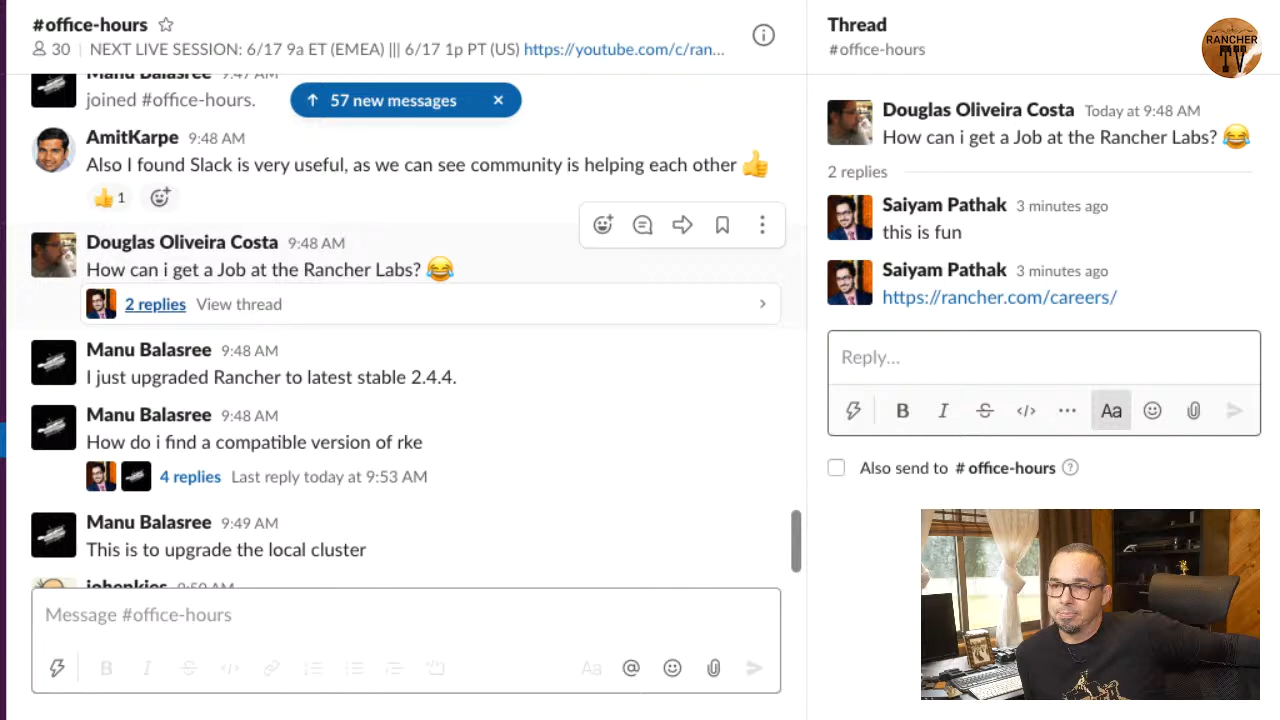 #office-hours
30 | NEXT LIVE SESSION: 6/17 9a ET (EMEA) ||| 6/17 1p PT (US) https://youtube.com/c/ran...
Manu Balasree 9:47 AM
joined #office-hours.
57 new messages
AmitKarpe 9:48 AM
Also I found Slack is very useful, as we can see community is helping each other 👍
👍 1
Douglas Oliveira Costa 9:48 AM
How can i get a Job at the Rancher Labs? 😂
2 replies View thread
Manu Balasree 9:48 AM
I just upgraded Rancher to latest stable 2.4.4.
Manu Balasree 9:48 AM
How do i find a compatible version of rke
4 replies Last reply today at 9:53 AM
Manu Balasree 9:49 AM
This is to upgrade the local cluster
johenkies 9:50 AM
Message #office-hours
B I S </> Aa @
Thread
#office-hours
RANCHER
TV
Douglas Oliveira Costa Today at 9:48 AM
How can i get a Job at the Rancher Labs? 😂
2 replies
Saiyam Pathak 3 minutes ago
this is fun
Saiyam Pathak 3 minutes ago
https://rancher.com/careers/
Reply...
B I S </> ... Aa
Also send to # office-hours ?